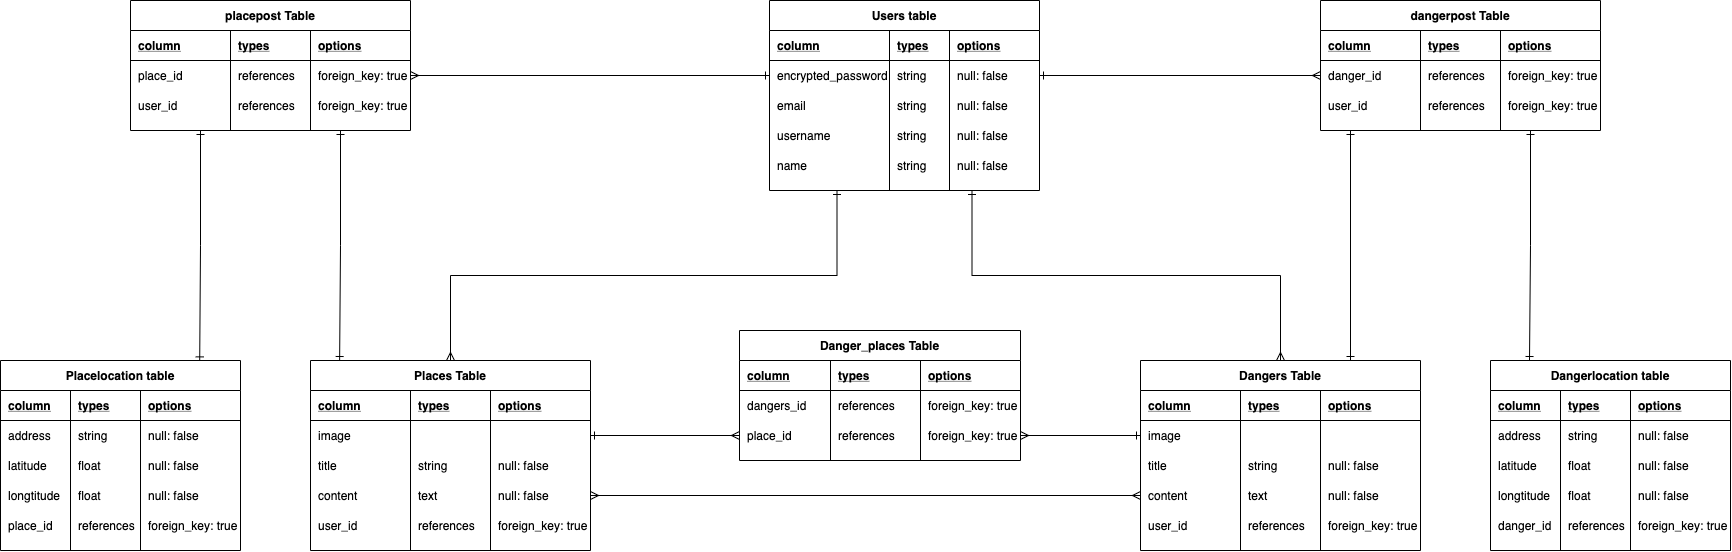 placepost Table
column types options
place_id references foreign_key: true
user_id references foreign_key: true
Users table
column types options
encrypted_password string null: false
email string null: false
username string null: false
name string null: false
dangerpost Table
column types options
danger_id references foreign_key: true
user_id references foreign_key: true
Placelocation table
column types options
address string null: false
latitude float null: false
longtitude float null: false
place_id references foreign_key: true
Places Table
column types options
image
title string null: false
content text null: false
user_id references foreign_key: true
Danger_places Table
column types options
dangers_id references foreign_key: true
place_id references foreign_key: true
Dangers Table
column types options
image
title string null: false
content text null: false
user_id references foreign_key: true
Dangerlocation table
column types options
address string null: false
latitude float null: false
longtitude float null: false
danger_id references foreign_key: true